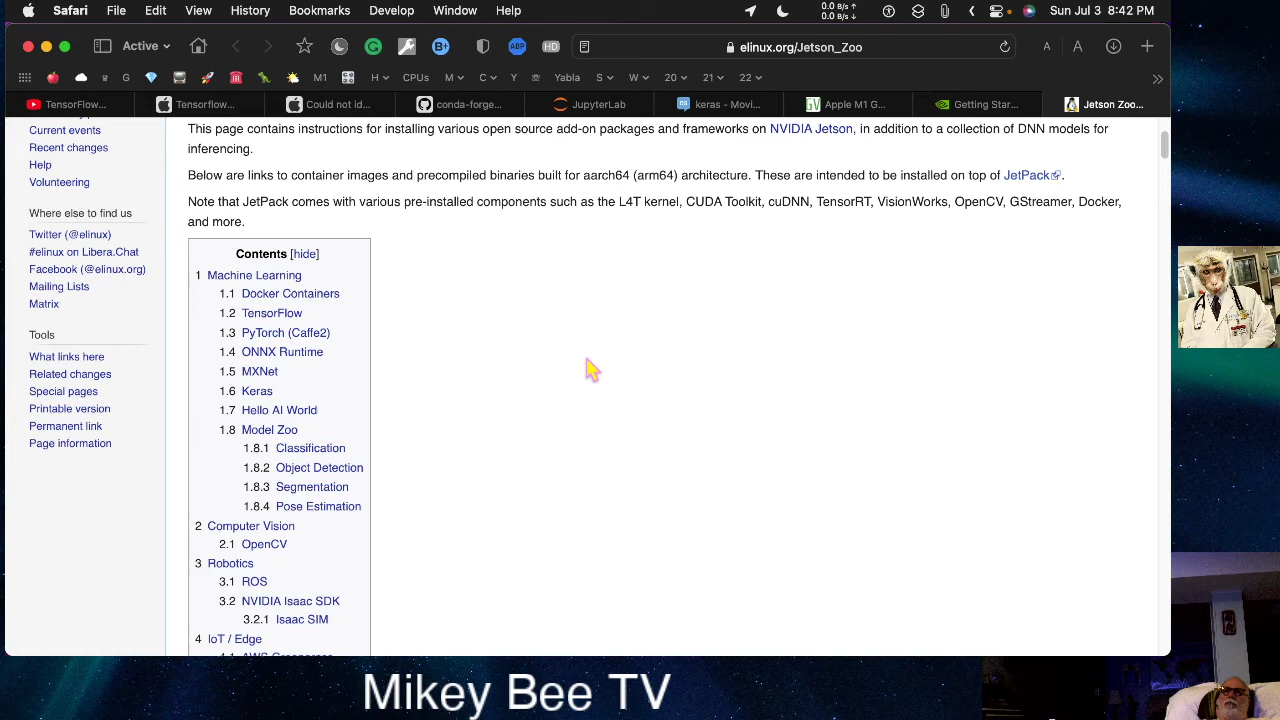 Safari File Edit View History Bookmarks Develop Window Help 0.0 B/s ↑ 0.0 B/s ↓ Sun Jul 3 8:42 PM
Active B+ ABP HD elinux.org/Jetson_Zoo A A
G M1 H CPUs M C Y Yabla S W 20 21 22
TensorFlow... Tensorflow... Could not id... conda-forge... JupyterLab GS keras - Movi... GV Apple M1 G... Getting Star... Jetson Zoo...
Current events
Recent changes
Help
Volunteering
Where else to find us
Twitter (@elinux)
#elinux on Libera.Chat
Facebook (@elinux.org)
Mailing Lists
Matrix
Tools
What links here
Related changes
Special pages
Printable version
Permanent link
Page information
This page contains instructions for installing various open source add-on packages and frameworks on NVIDIA Jetson, in addition to a collection of DNN models for
inferencing.
Below are links to container images and precompiled binaries built for aarch64 (arm64) architecture. These are intended to be installed on top of JetPack.
Note that JetPack comes with various pre-installed components such as the L4T kernel, CUDA Toolkit, cuDNN, TensorRT, VisionWorks, OpenCV, GStreamer, Docker,
and more.
Contents [hide]
1 Machine Learning
1.1 Docker Containers
1.2 TensorFlow
1.3 PyTorch (Caffe2)
1.4 ONNX Runtime
1.5 MXNet
1.6 Keras
1.7 Hello AI World
1.8 Model Zoo
1.8.1 Classification
1.8.2 Object Detection
1.8.3 Segmentation
1.8.4 Pose Estimation
2 Computer Vision
2.1 OpenCV
3 Robotics
3.1 ROS
3.2 NVIDIA Isaac SDK
3.2.1 Isaac SIM
4 IoT / Edge
Mikey Bee TV